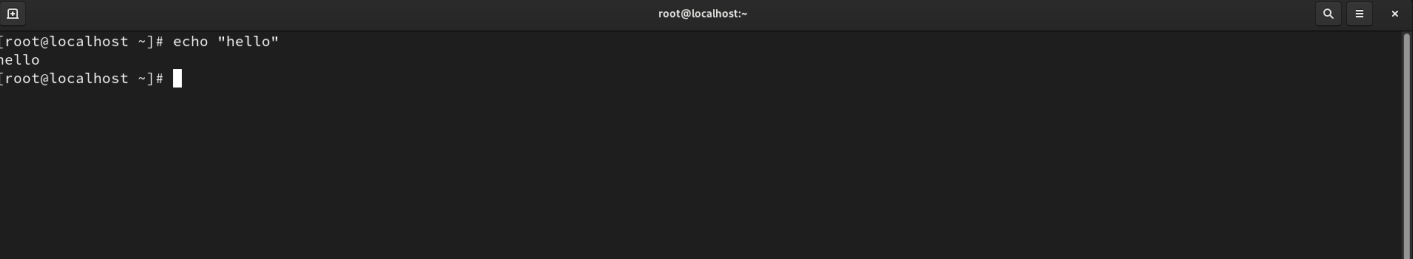 root@localhost:~
[root@localhost ~]# echo "hello"
hello
[root@localhost ~]#